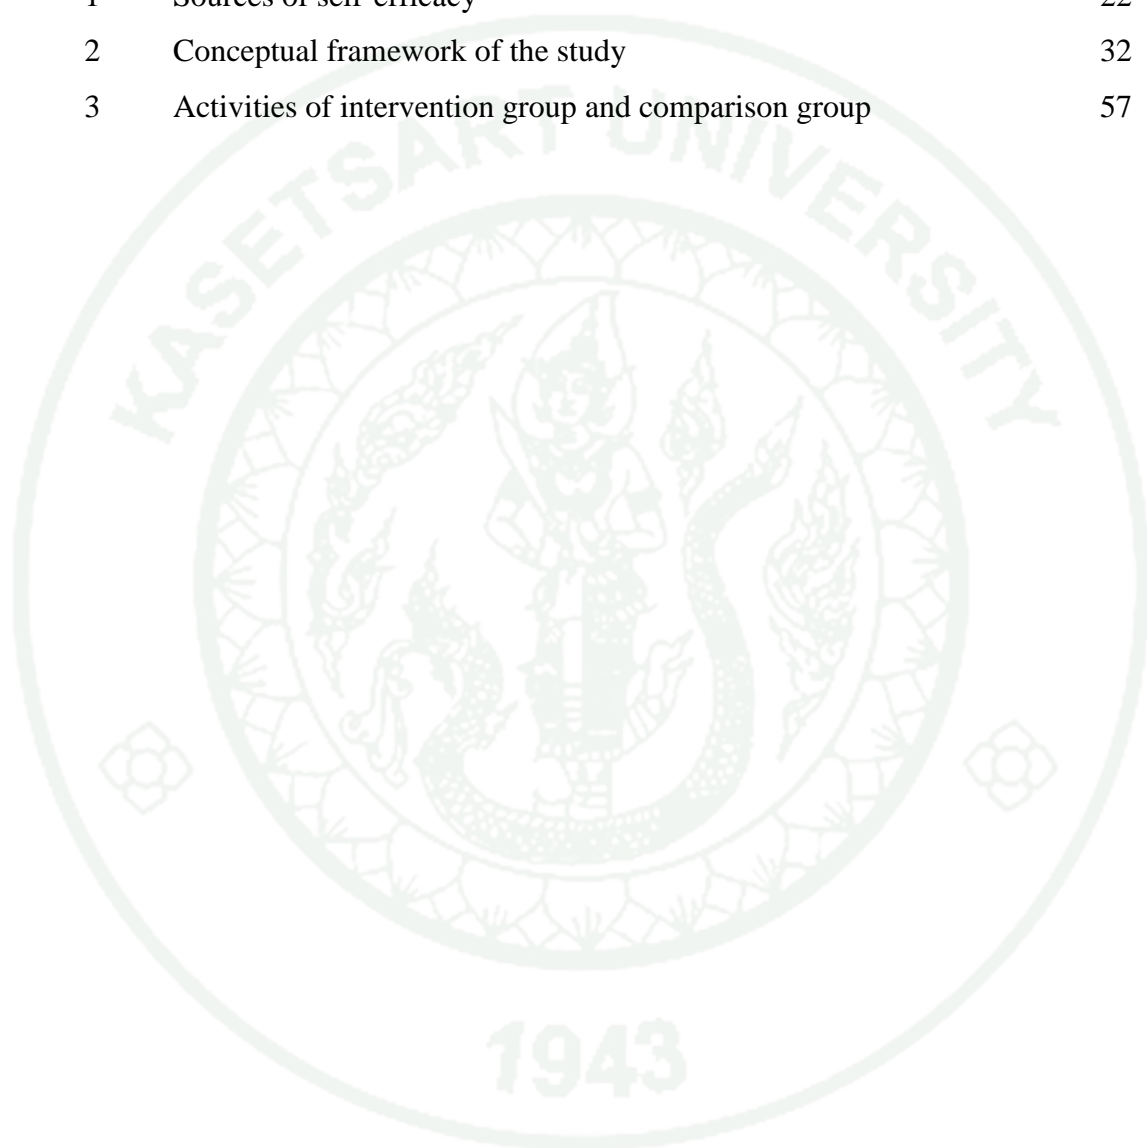 1 Sources of self-efficacy 22
2 Conceptual framework of the study 32
3 Activities of intervention group and comparison group 57
KASETSART UNIVERSITY
1943